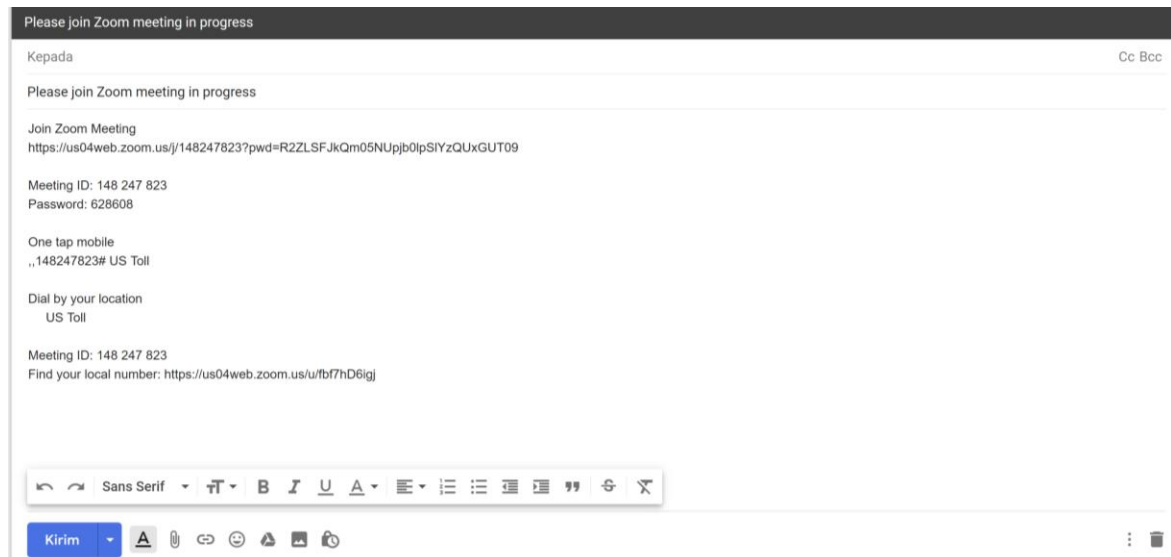 Please join Zoom meeting in progress
Kepada Cc Bcc
Please join Zoom meeting in progress
Join Zoom Meeting
https://us04web.zoom.us/j/148247823?pwd=R2ZLSFJkQm05NUpjb0lpSlYzQUxGUT09
Meeting ID: 148 247 823
Password: 628608
One tap mobile
,,148247823# US Toll
Dial by your location
US Toll
Meeting ID: 148 247 823
Find your local number: https://us04web.zoom.us/u/fbf7hD6igj
Sans Serif
Kirim